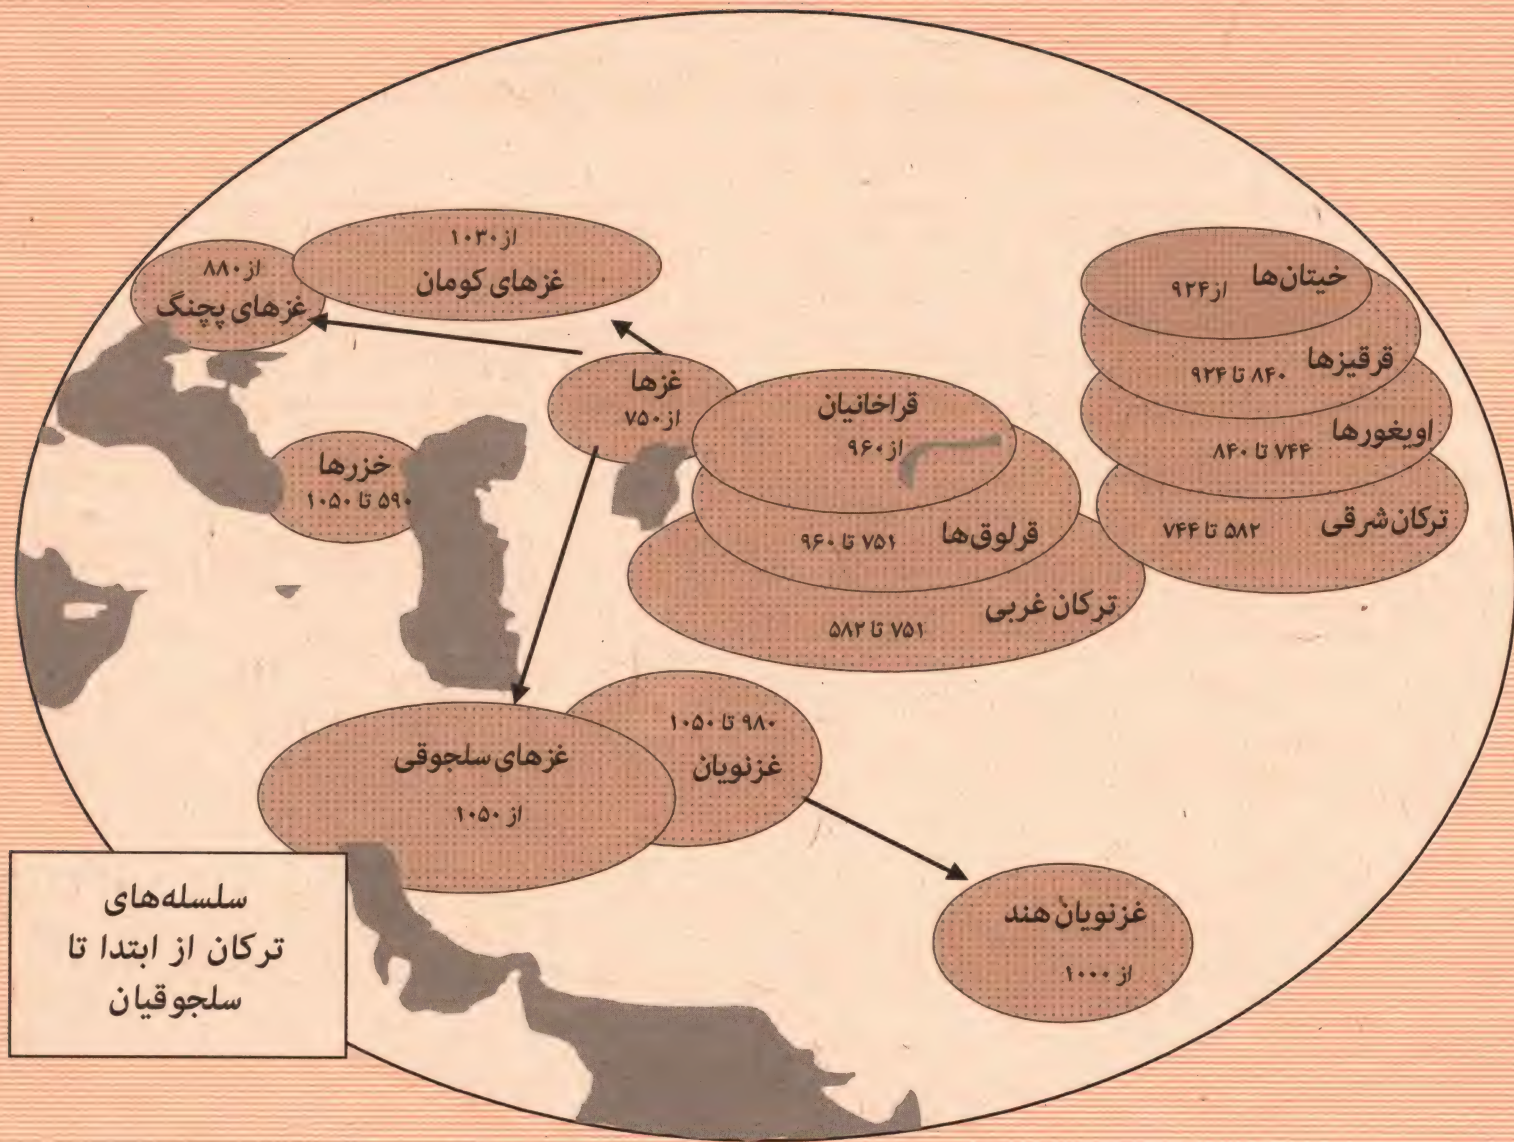 از ۱۰۳۰
غزهای کومان
از ۸۸۰
غزهای پچنگ
خیتان‌ها
از ۹۲۴
قرقیزها
۸۴۰ تا ۹۲۴
اویغورها
۷۴۴ تا ۸۴۰
ترکان شرقی
۵۸۲ تا ۷۴۴
غزها
از ۷۵۰
قراخانیان
از ۹۶۰
قرلوق‌ها
۷۵۱ تا ۹۶۰
ترکان غربی
۷۵۱ تا ۵۸۲
خزرها
۵۹۰ تا ۱۰۵۰
۹۸۰ تا ۱۰۵۰
غزنویان
غزهای سلجوقی
از ۱۰۵۰
غزنویان هند
از ۱۰۰۰
سلسله‌های
ترکان از ابتدا تا
سلجوقیان